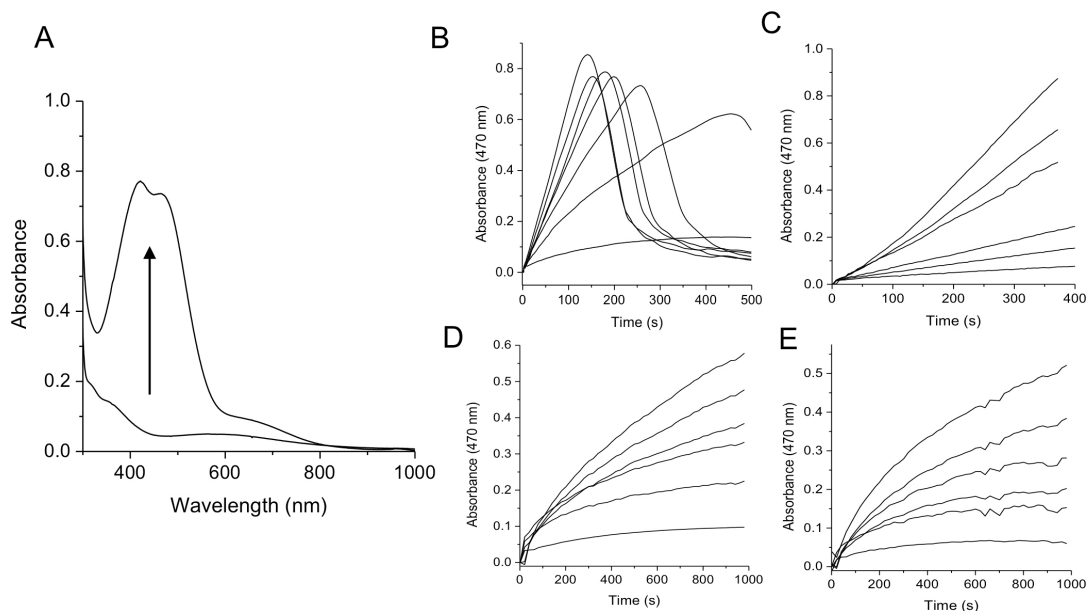 A
1.0
0.8
0.6
0.4
0.2
0.0
Absorbance
400 600 800 1000
Wavelength (nm)
B
0.8
0.6
0.4
0.2
0.0
Absorbance (470 nm)
0 100 200 300 400 500
Time (s)
C
1.0
0.8
0.6
0.4
0.2
0.0
Absorbance (470 nm)
0 100 200 300 400
Time (s)
D
0.6
0.5
0.4
0.3
0.2
0.1
0.0
Absorbance (470 nm)
0 200 400 600 800 1000
Time (s)
E
0.5
0.4
0.3
0.2
0.1
0.0
Absorbance (470 nm)
0 200 400 600 800 1000
Time (s)